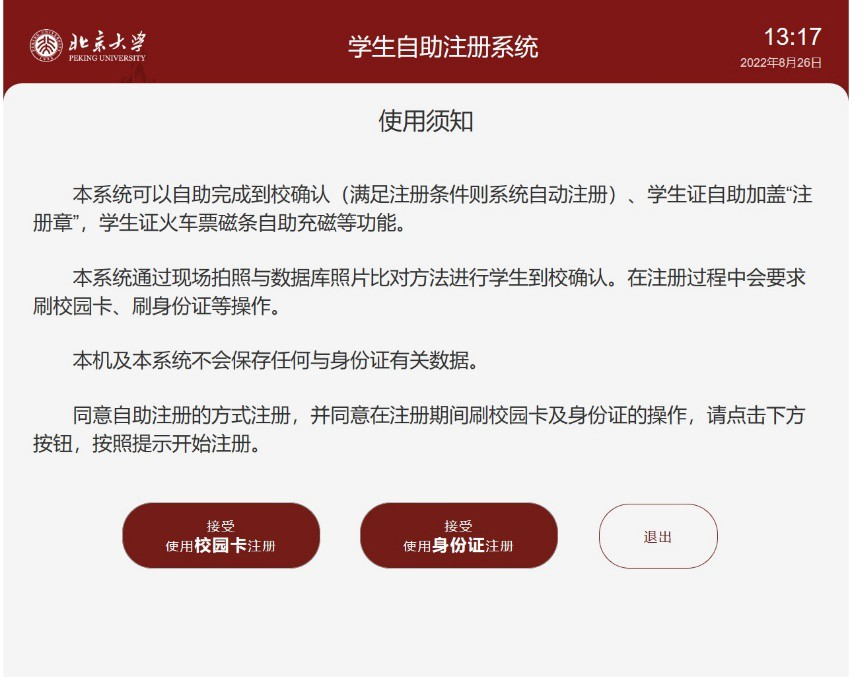 北京大学
PEKING UNIVERSITY
学生自助注册系统
13:17
2022年8月26日
使用须知
本系统可以自助完成到校确认（满足注册条件则系统自动注册）、学生证自助加盖“注
册章”，学生证火车票磁条自助充磁等功能。
本系统通过现场拍照与数据库照片比对方法进行学生到校确认。在注册过程中会要求
刷校园卡、刷身份证等操作。
本机及本系统不会保存任何与身份证有关数据。
同意自助注册的方式注册，并同意在注册期间刷校园卡及身份证的操作，请点击下方
按钮，按照提示开始注册。
接受
使用校园卡注册
接受
使用身份证注册
退出